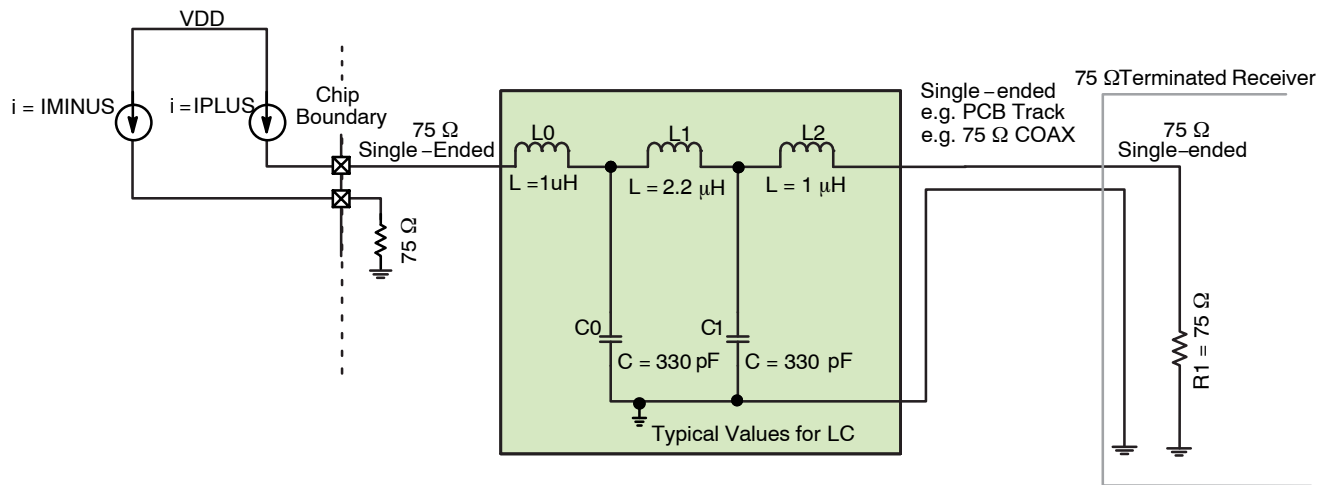 VDD
i = IMINUS
i = IPLUS
Chip
Boundary
75 Ω
Single –Ended
75 Ω
L0
L = 1uH
L1
L = 2.2 μH
L2
L = 1 μH
C0
C = 330 pF
C1
C = 330 pF
Typical Values for LC
Single –ended
e.g. PCB Track
e.g. 75 Ω COAX
75 ΩTerminated Receiver
75 Ω
Single–ended
R1 = 75 Ω